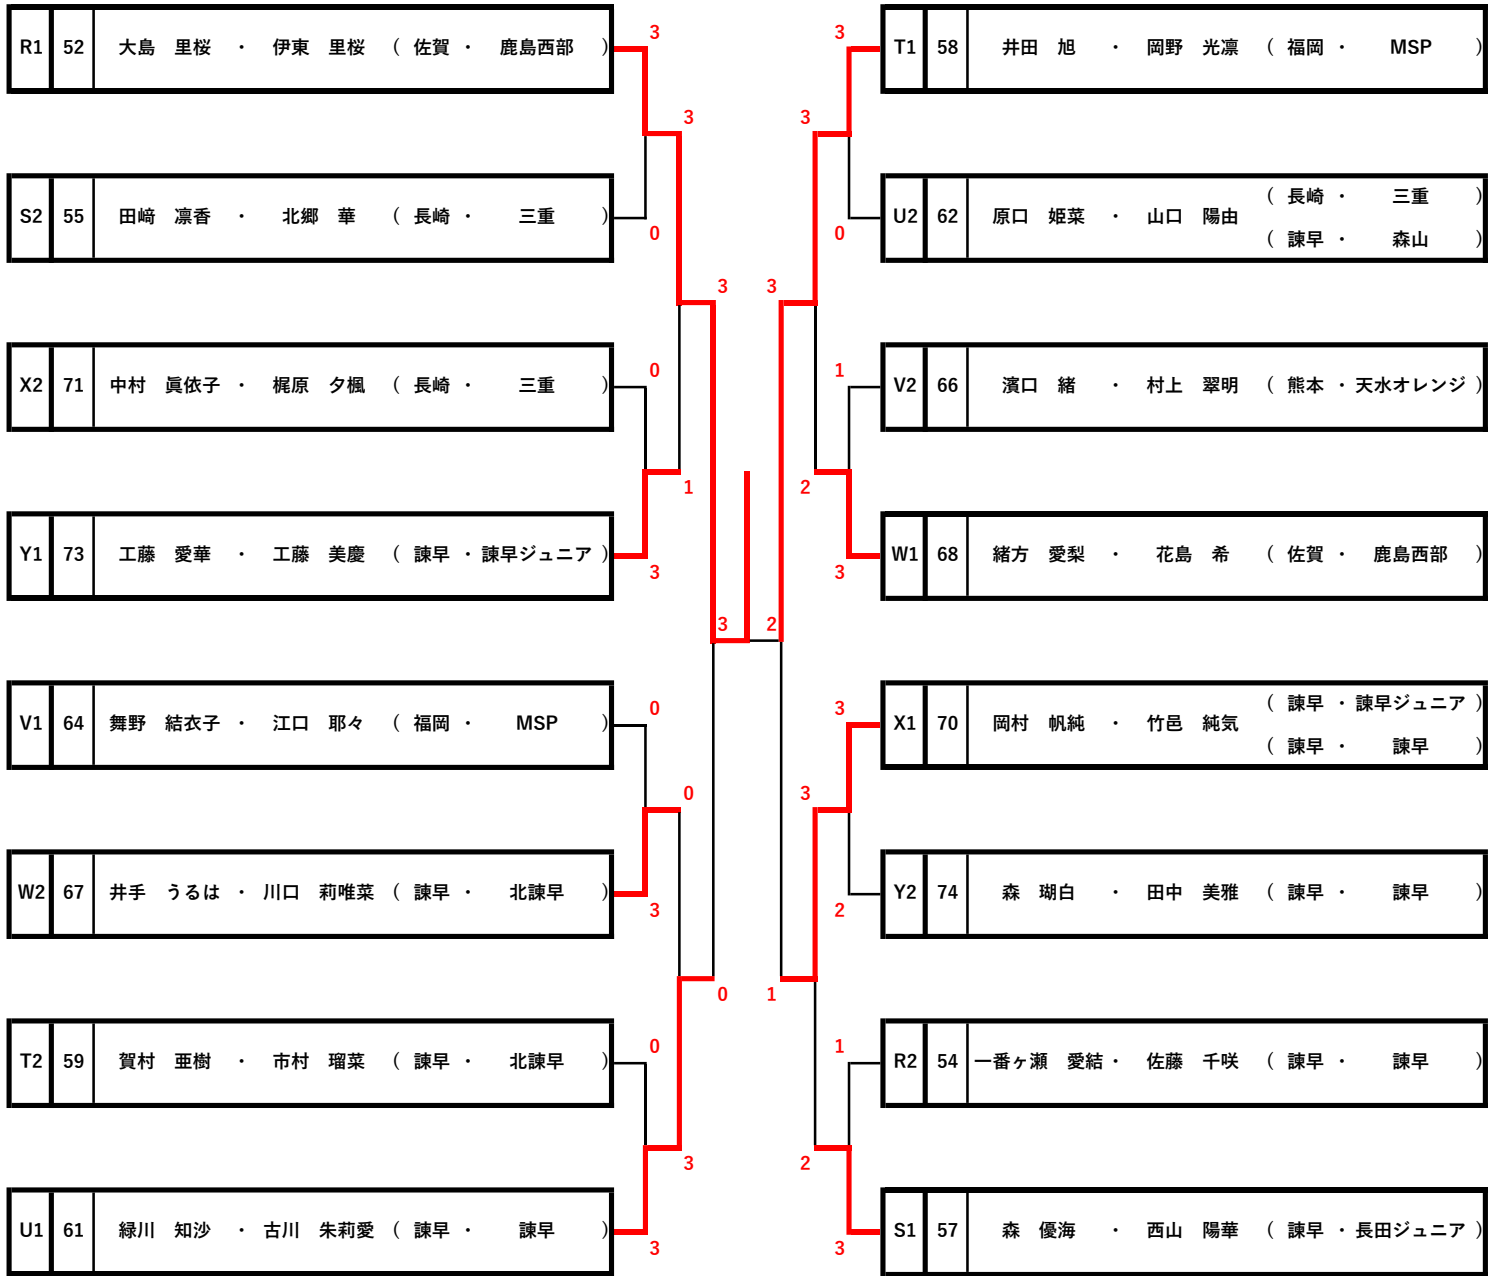 R1 52 大島 里桜 ・ 伊東 里桜 ( 佐賀 ・ 鹿島西部 )
3
3 T1 58 井田 旭 ・ 岡野 光凛 ( 福岡 ・ MSP )
3
3
S2 55 田﨑 凛香 ・ 北郷 華 ( 長崎 ・ 三重 )
0
0 U2 62 原口 姫菜 ・ 山口 陽由 ( 長崎 ・ 三重 )
( 諫早 ・ 森山 )
3
3
X2 71 中村 眞依子 ・ 梶原 夕楓 ( 長崎 ・ 三重 )
0
1 V2 66 濱口 緒 ・ 村上 翠明 ( 熊本 ・ 天水オレンジ )
1
2
Y1 73 工藤 愛華 ・ 工藤 美慶 ( 諫早 ・ 諫早ジュニア )
3
3 W1 68 緒方 愛梨 ・ 花島 希 ( 佐賀 ・ 鹿島西部 )
3
2
V1 64 舞野 結衣子 ・ 江口 耶々 ( 福岡 ・ MSP )
0
3 X1 70 岡村 帆純 ・ 竹邑 純気 ( 諫早 ・ 諫早ジュニア )
( 諫早 ・ 諫早 )
0
3
W2 67 井手 うるは ・ 川口 莉唯菜 ( 諫早 ・ 北諫早 )
3
2 Y2 74 森 瑚白 ・ 田中 美雅 ( 諫早 ・ 諫早 )
0
1
T2 59 賀村 亜樹 ・ 市村 瑠菜 ( 諫早 ・ 北諫早 )
0
1 R2 54 一番ヶ瀬 愛結 ・ 佐藤 千咲 ( 諫早 ・ 諫早 )
3
2
U1 61 緑川 知沙 ・ 古川 朱莉愛 ( 諫早 ・ 諫早 )
3
3 S1 57 森 優海 ・ 西山 陽華 ( 諫早 ・ 長田ジュニア )